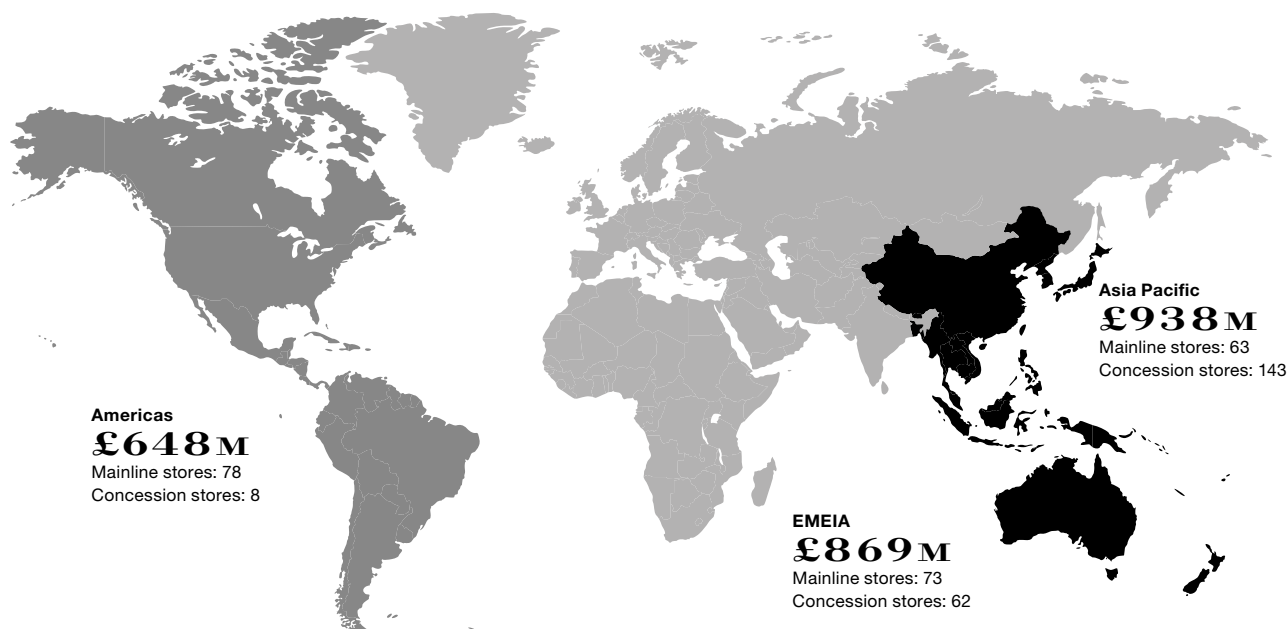 Asia Pacific
£938M
Mainline stores: 63
Concession stores: 143
Americas
£648M
Mainline stores: 78
Concession stores: 8
EMEIA
£869M
Mainline stores: 73
Concession stores: 62